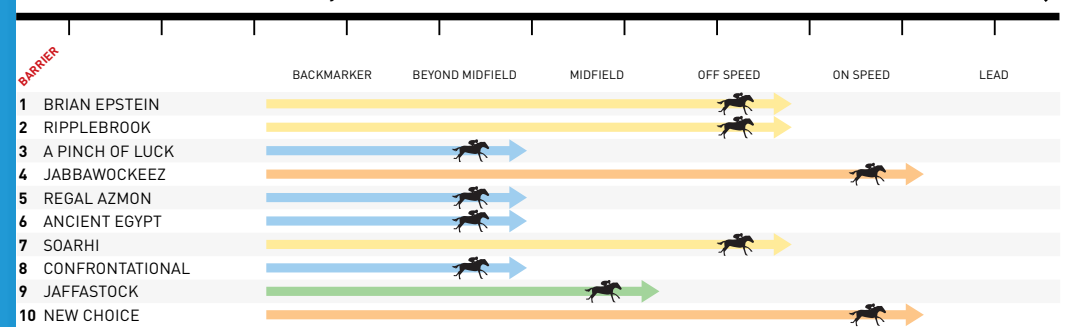 BARRIER
BACKMARKER BEYOND MIDFIELD MIDFIELD OFF SPEED ON SPEED LEAD
1 BRIAN EPSTEIN
2 RIPPLEBROOK
3 A PINCH OF LUCK
4 JABBAWOCKEEZ
5 REGAL AZMON
6 ANCIENT EGYPT
7 SOARHI
8 CONFRONTATIONAL
9 JAFFASTOCK
10 NEW CHOICE